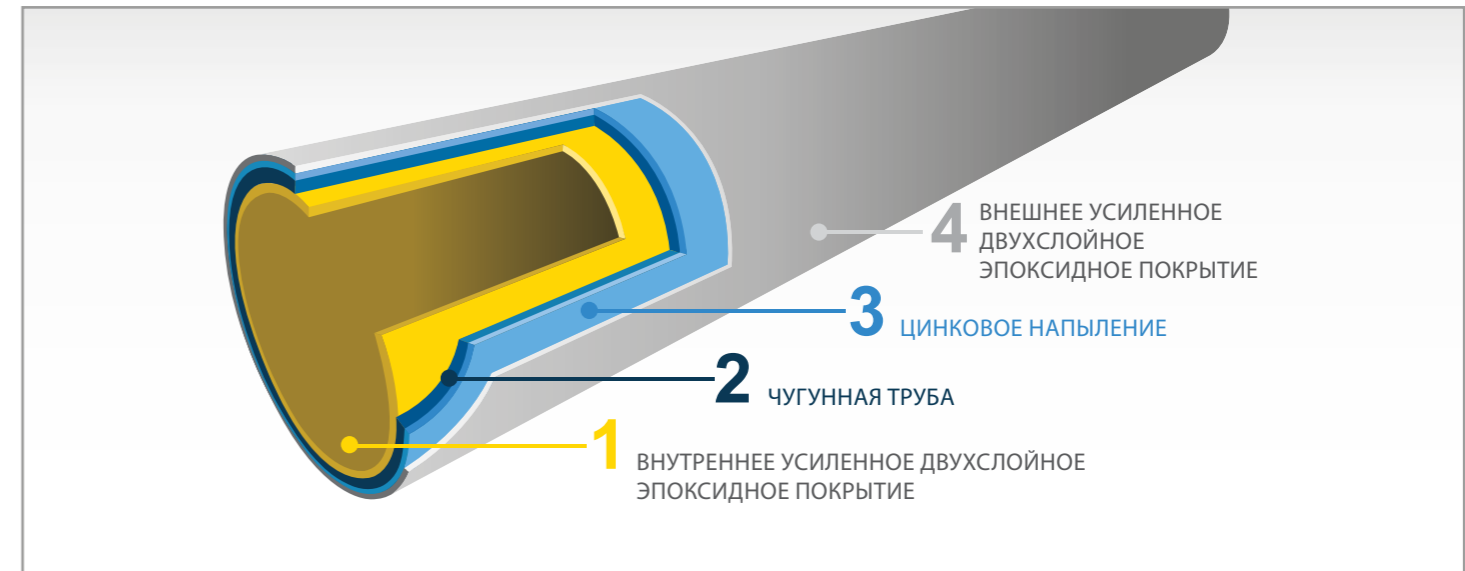 4 ВНЕШНЕЕ УСИЛЕННОЕ
ДВУХСЛОЙНОЕ
ЭПОКСИДНОЕ ПОКРЫТИЕ
3 ЦИНКОВОЕ НАПЫЛЕНИЕ
2 ЧУГУННАЯ ТРУБА
1 ВНУТРЕННЕЕ УСИЛЕННОЕ ДВУХСЛОЙНОЕ
ЭПОКСИДНОЕ ПОКРЫТИЕ